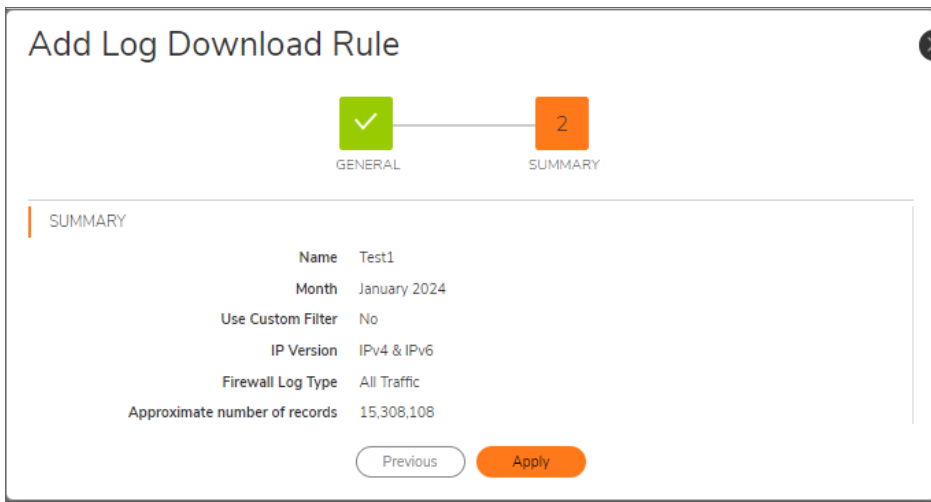 Add Log Download Rule
2
GENERAL
SUMMARY
SUMMARY
Name Test1
Month January 2024
Use Custom Filter No
IP Version IPv4 & IPv6
Firewall Log Type All Traffic
Approximate number of records 15,308,108
Previous Apply